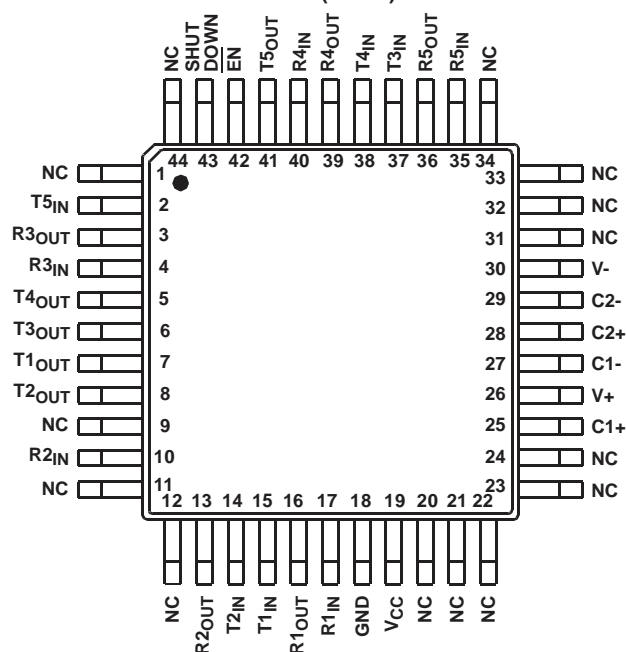 NC
SHUT
DOWN
EN
T5OUT
R4IN
R4OUT
T4IN
T3IN
R5OUT
R5IN
NC
44 43 42 41 40 39 38 37 36 35 34
NC 1 33 NC
T5IN 2 32 NC
R3OUT 3 31 NC
R3IN 4 30 V-
T4OUT 5 29 C2-
T3OUT 6 28 C2+
T1OUT 7 27 C1-
T2OUT 8 26 V+
NC 9 25 C1+
R2IN 10 24 NC
NC 11 23 NC
12 13 14 15 16 17 18 19 20 21 22
NC
R2OUT
T2IN
T1IN
R1OUT
R1IN
GND
VCC
NC
NC
NC